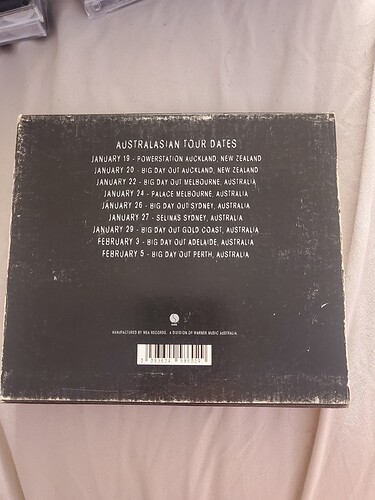 AUSTRALASIAN TOUR DATES
JANUARY 19 - POWERSTATION AUCKLAND, NEW ZEALAND
JANUARY 20 - BIG DAY OUT AUCKLAND, NEW ZEALAND
JANUARY 22 - BIG DAY OUT MELBOURNE, AUSTRALIA
JANUARY 24 - PALACE MELBOURNE, AUSTRALIA
JANUARY 26 - BIG DAY OUT SYDNEY, AUSTRALIA
JANUARY 27 - SELINAS SYDNEY, AUSTRALIA
JANUARY 29 - BIG DAY OUT GOLD COAST, AUSTRALIA
FEBRUARY 3 - BIG DAY OUT ADELAIDE, AUSTRALIA
FEBRUARY 5 - BIG DAY OUT PERTH, AUSTRALIA
MANUFACTURED BY WEA RECORDS. A DIVISION OF WARNER MUSIC AUSTRALIA.